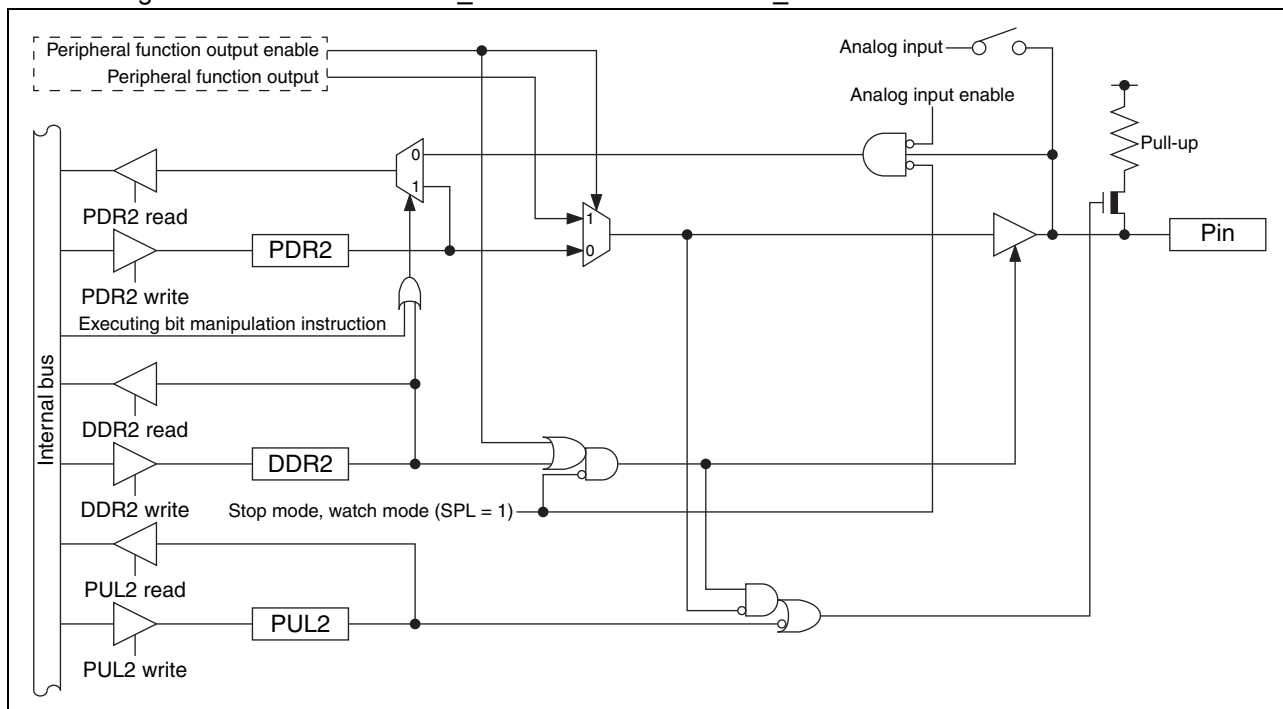 Peripheral function output enable
Peripheral function output
Analog input
Analog input enable
Pull-up
0
1
PDR2 read
1
0
PDR2
Pin
PDR2 write
Executing bit manipulation instruction
Internal bus
DDR2 read
DDR2
DDR2 write
Stop mode, watch mode (SPL = 1)
PUL2 read
PUL2
PUL2 write